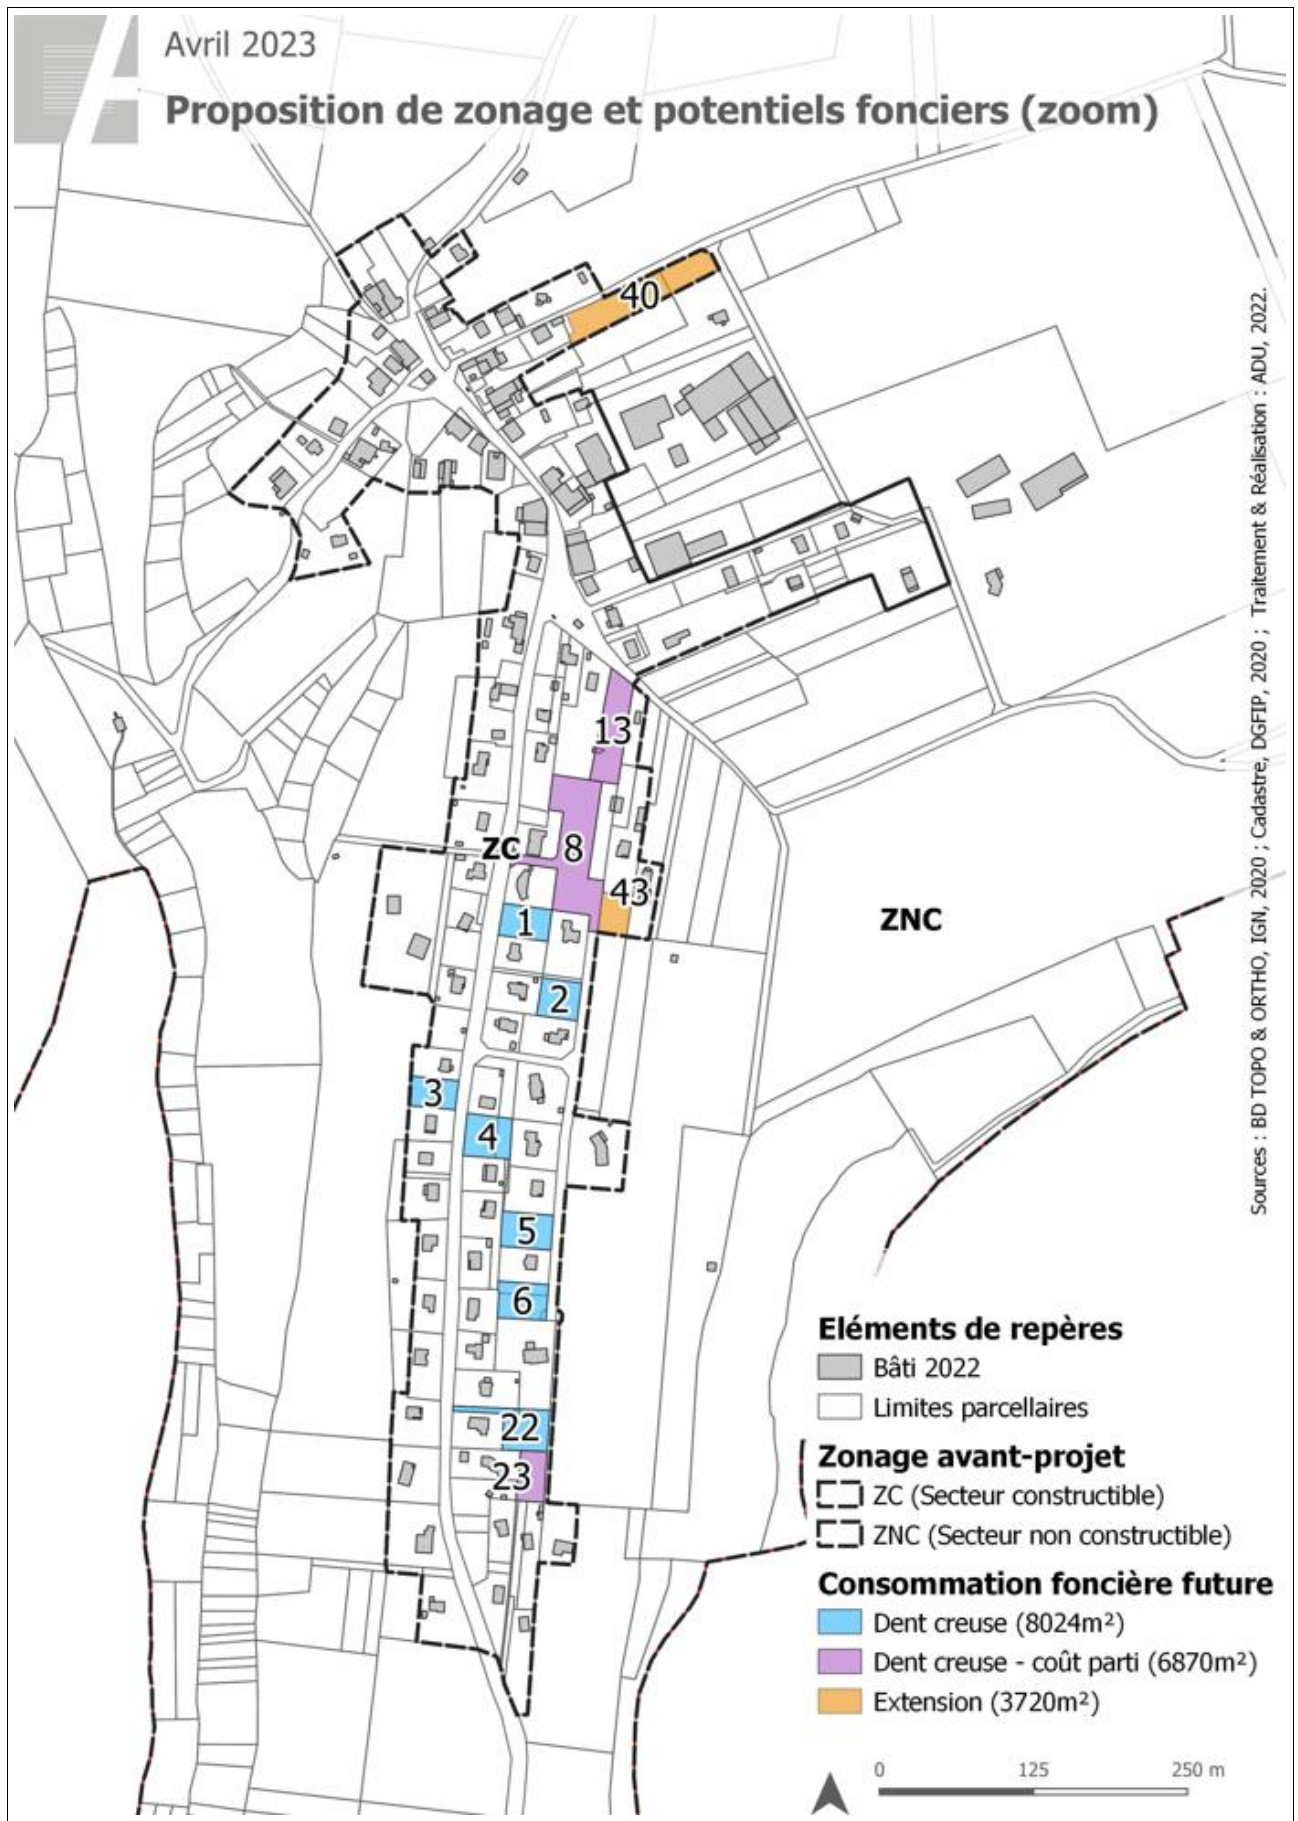 Avril 2023
Proposition de zonage et potentiels fonciers (zoom)
40
13
ZC
8
43
1
ZNC
2
3
4
5
6
22
23
Sources : BD TOPO & ORTHO, IGN, 2020 ; Cadastre, DGFIP, 2020 ; Traitement & Réalisation : ADU, 2022.
Eléments de repères
Bâti 2022
Limites parcellaires
Zonage avant-projet
ZC (Secteur constructible)
ZNC (Secteur non constructible)
Consommation foncière future
Dent creuse (8024m²)
Dent creuse - coût parti (6870m²)
Extension (3720m²)
0 125 250 m